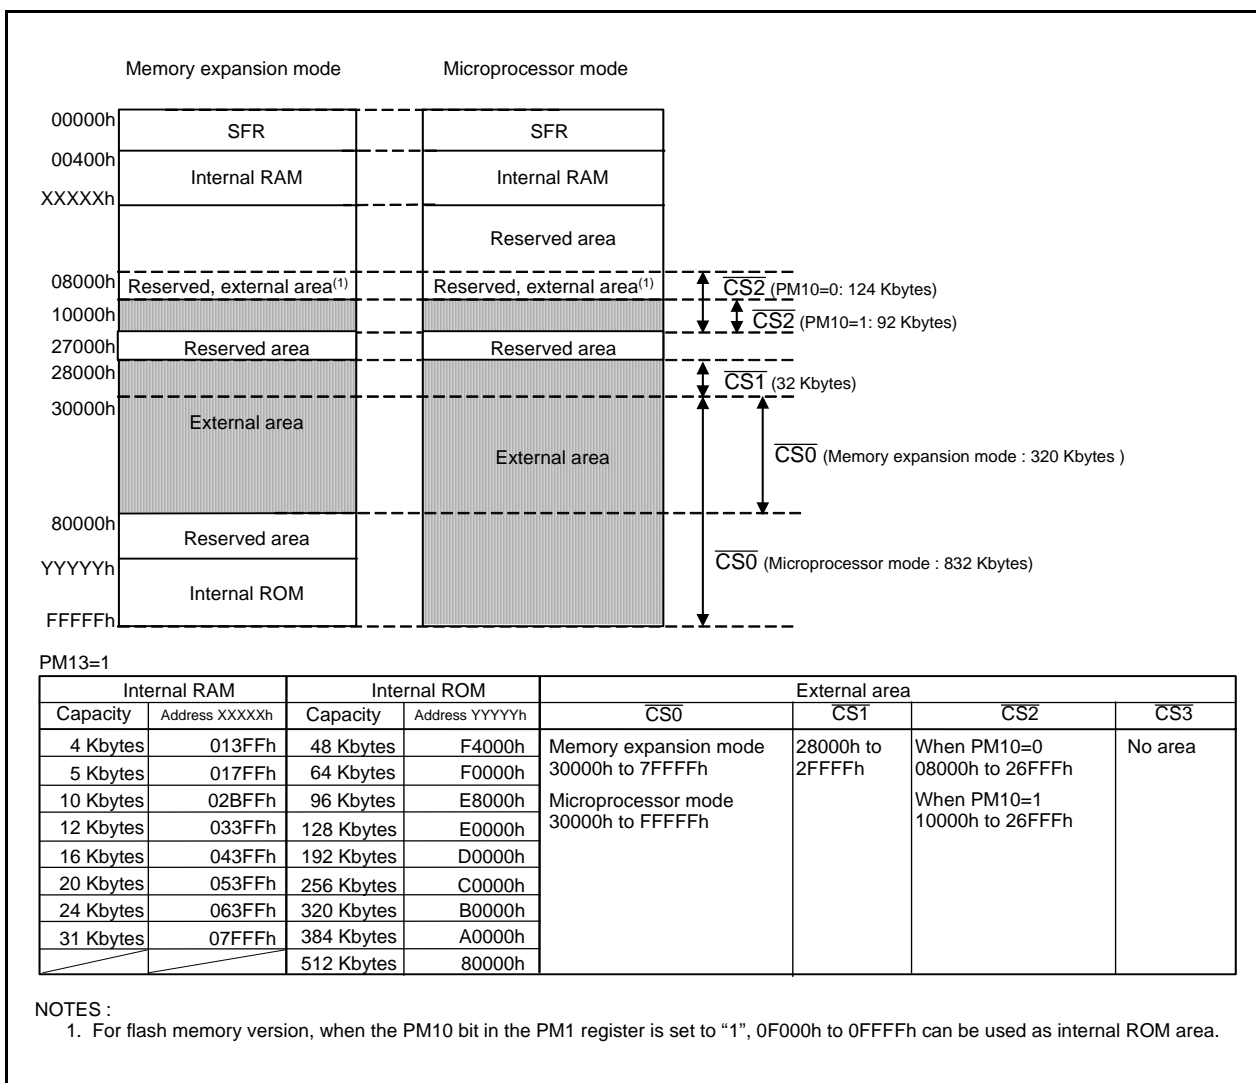 Memory expansion mode Microprocessor mode
00000h SFR SFR
00400h
Internal RAM Internal RAM
XXXXXh
Reserved area
08000h Reserved, external area(1) Reserved, external area(1) CS2 (PM10=0: 124 Kbytes)
10000h CS2 (PM10=1: 92 Kbytes)
27000h Reserved area Reserved area
28000h CS1 (32 Kbytes)
30000h
External area
External area CS0 (Memory expansion mode : 320 Kbytes )
80000h
Reserved area
YYYYYh CS0 (Microprocessor mode : 832 Kbytes)
Internal ROM
FFFFFh
PM13=1
Internal RAM Internal ROM External area
Capacity Address XXXXXh Capacity Address YYYYYh CS0 CS1 CS2 CS3
4 Kbytes 013FFh 48 Kbytes F4000h Memory expansion mode 28000h to When PM10=0 No area
5 Kbytes 017FFh 64 Kbytes F0000h 30000h to 7FFFFh 2FFFFh 08000h to 26FFFh
10 Kbytes 02BFFh 96 Kbytes E8000h Microprocessor mode When PM10=1
12 Kbytes 033FFh 128 Kbytes E0000h 30000h to FFFFFh 10000h to 26FFFh
16 Kbytes 043FFh 192 Kbytes D0000h
20 Kbytes 053FFh 256 Kbytes C0000h
24 Kbytes 063FFh 320 Kbytes B0000h
31 Kbytes 07FFFh 384 Kbytes A0000h
512 Kbytes 80000h
NOTES :
1. For flash memory version, when the PM10 bit in the PM1 register is set to “1”, 0F000h to 0FFFFh can be used as internal ROM area.